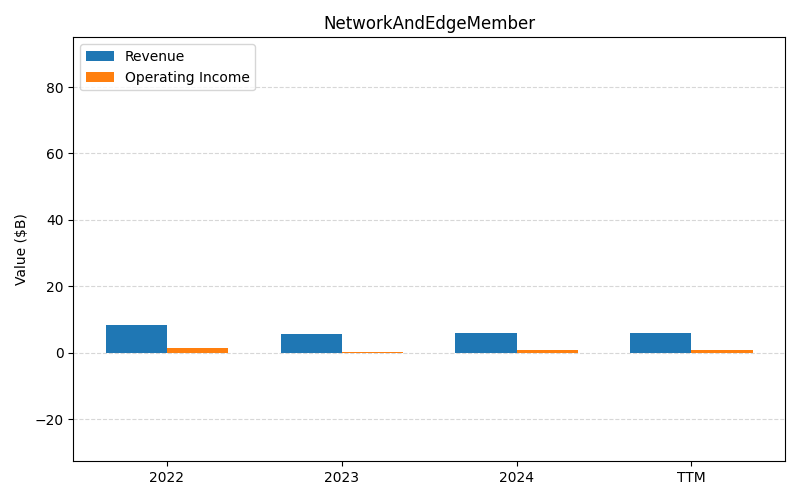 NetworkAndEdgeMember
Revenue
Operating Income
Value ($B)
80
60
40
20
0
−20
2022 2023 2024 TTM